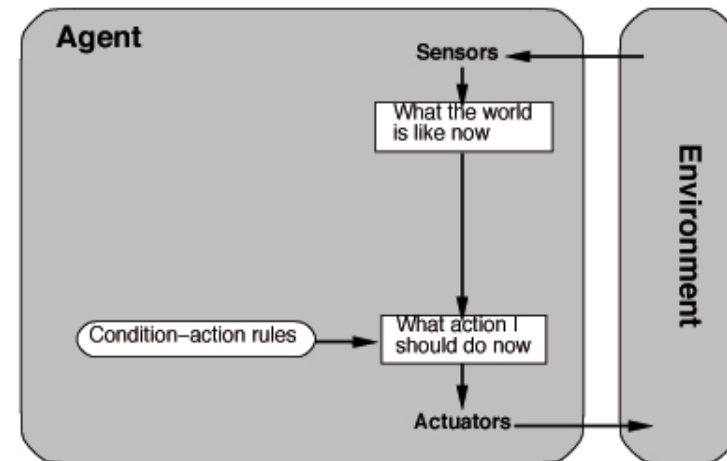 Agent
Sensors
What the world
is like now
Environment
Condition–action rules
What action I
should do now
Actuators